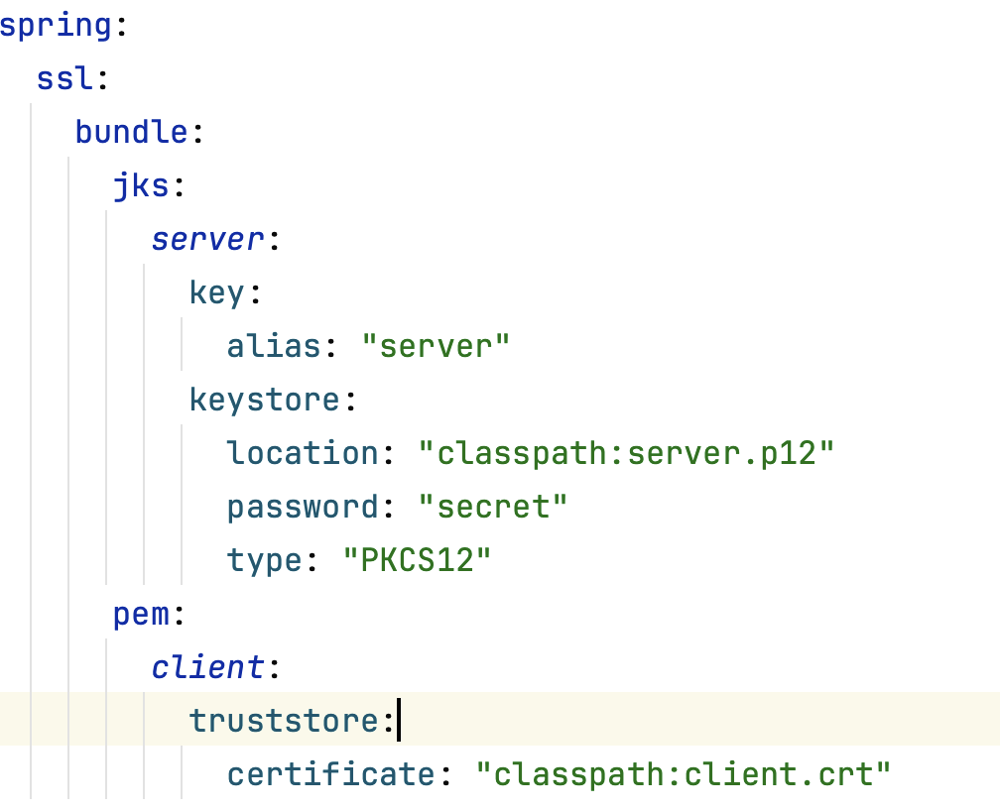 spring:
  ssl:
    bundle:
      jks:
        server:
          key:
            alias: "server"
          keystore:
            location: "classpath:server.p12"
            password: "secret"
            type: "PKCS12"
      pem:
        client:
          truststore:
            certificate: "classpath:client.crt"